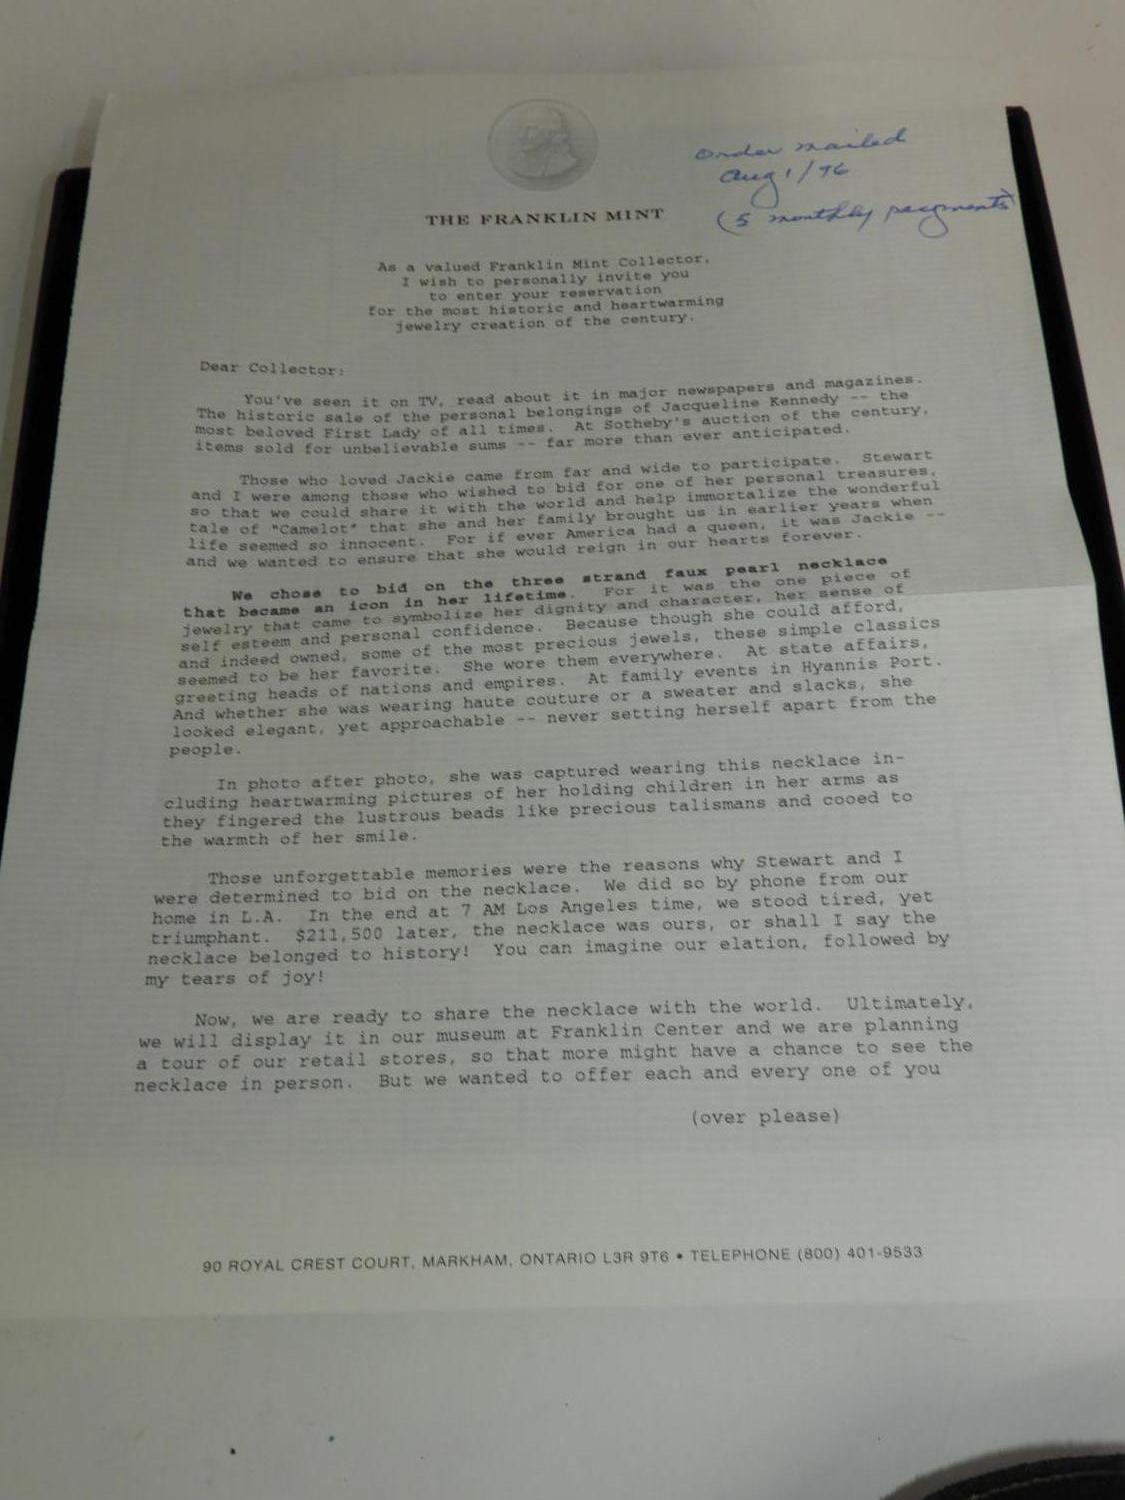 Order mailed
Aug 1/96
(5 monthly payments)
THE FRANKLIN MINT
As a valued Franklin Mint Collector,
I wish to personally invite you
to enter your reservation
for the most historic and heartwarming
jewelry creation of the century.
Dear Collector:
You've seen it on TV, read about it in major newspapers and magazines.
The historic sale of the personal belongings of Jacqueline Kennedy -- the
most beloved First Lady of all times. At Sotheby's auction of the century,
items sold for unbelievable sums -- far more than ever anticipated.
Those who loved Jackie came from far and wide to participate. Stewart
and I were among those who wished to bid for one of her personal treasures,
so that we could share it with the world and help immortalize the wonderful
tale of "Camelot" that she and her family brought us in earlier years when
life seemed so innocent. For if ever America had a queen, it was Jackie --
and we wanted to ensure that she would reign in our hearts forever.
We chose to bid on the three strand faux pearl necklace
that became an icon in her lifetime. For it was the one piece of
jewelry that came to symbolize her dignity and character, her sense of
self esteem and personal confidence. Because though she could afford,
and indeed owned, some of the most precious jewels, these simple classics
seemed to be her favorite. She wore them everywhere. At state affairs,
greeting heads of nations and empires. At family events in Hyannis Port.
And whether she was wearing haute couture or a sweater and slacks, she
looked elegant, yet approachable -- never setting herself apart from the
people.
In photo after photo, she was captured wearing this necklace in-
cluding heartwarming pictures of her holding children in her arms as
they fingered the lustrous beads like precious talismans and cooed to
the warmth of her smile.
Those unforgettable memories were the reasons why Stewart and I
were determined to bid on the necklace. We did so by phone from our
home in L.A. In the end at 7 AM Los Angeles time, we stood tired, yet
triumphant. $211,500 later, the necklace was ours, or shall I say the
necklace belonged to history! You can imagine our elation, followed by
my tears of joy!
Now, we are ready to share the necklace with the world. Ultimately,
we will display it in our museum at Franklin Center and we are planning
a tour of our retail stores, so that more might have a chance to see the
necklace in person. But we wanted to offer each and every one of you
(over please)
90 ROYAL CREST COURT, MARKHAM, ONTARIO L3R 9T6 • TELEPHONE (800) 401-9533